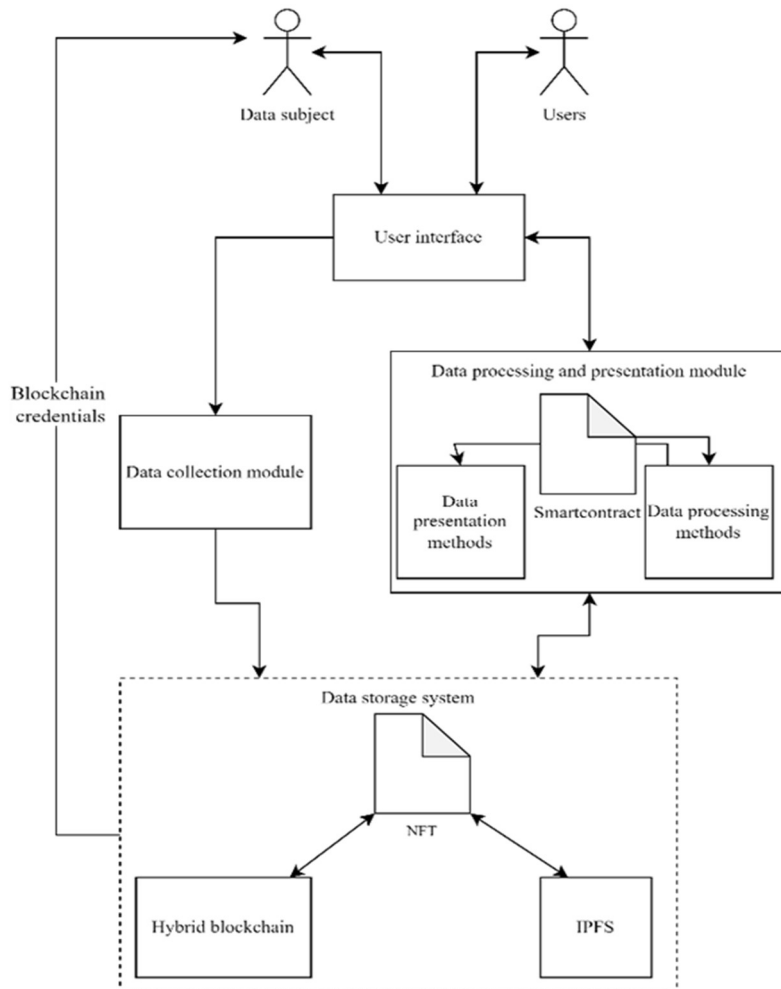 Data subject
Users
User interface
Blockchain
credentials
Data processing and presentation module
Data collection module
Data
presentation
methods
Smartcontract
Data processing
methods
Data storage system
NFT
Hybrid blockchain
IPFS